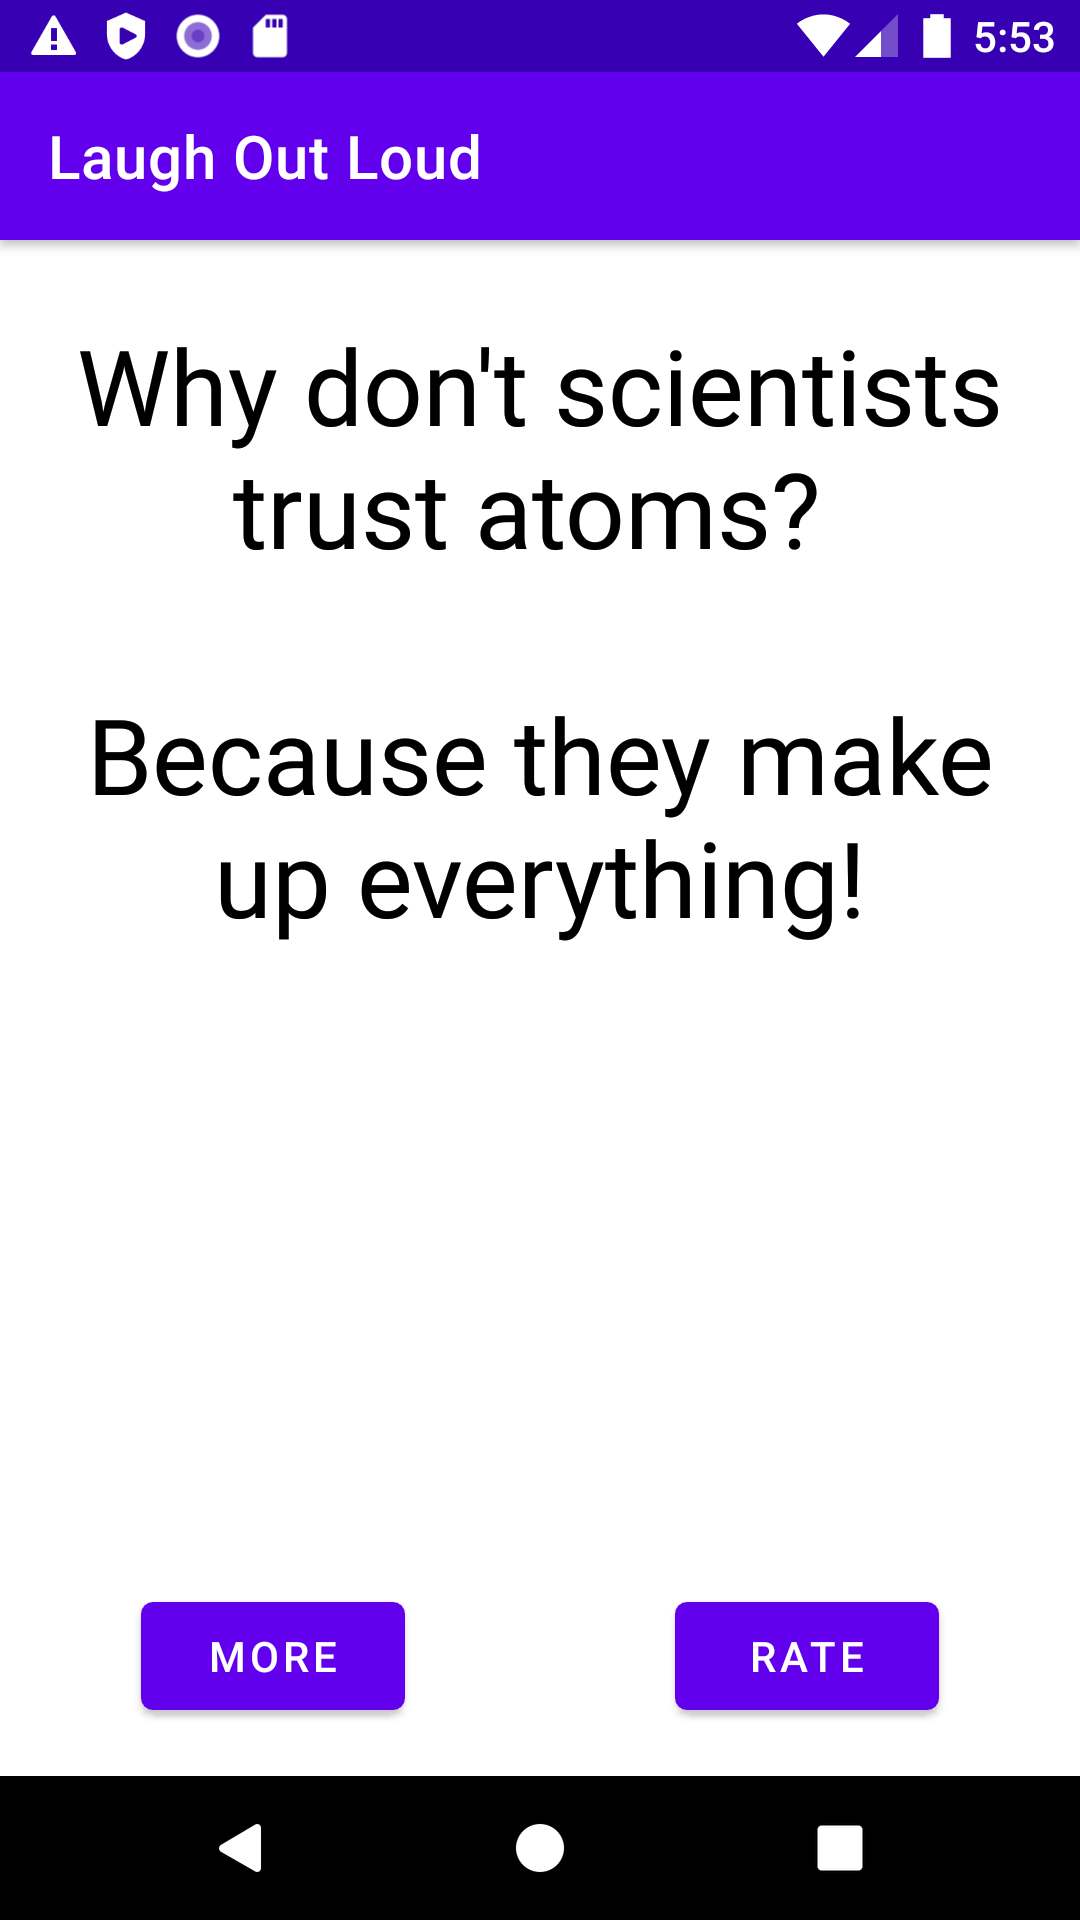 5:53
Laugh Out Loud
Why don't scientists
trust atoms?
Because they make
up everything!
MORE
RATE